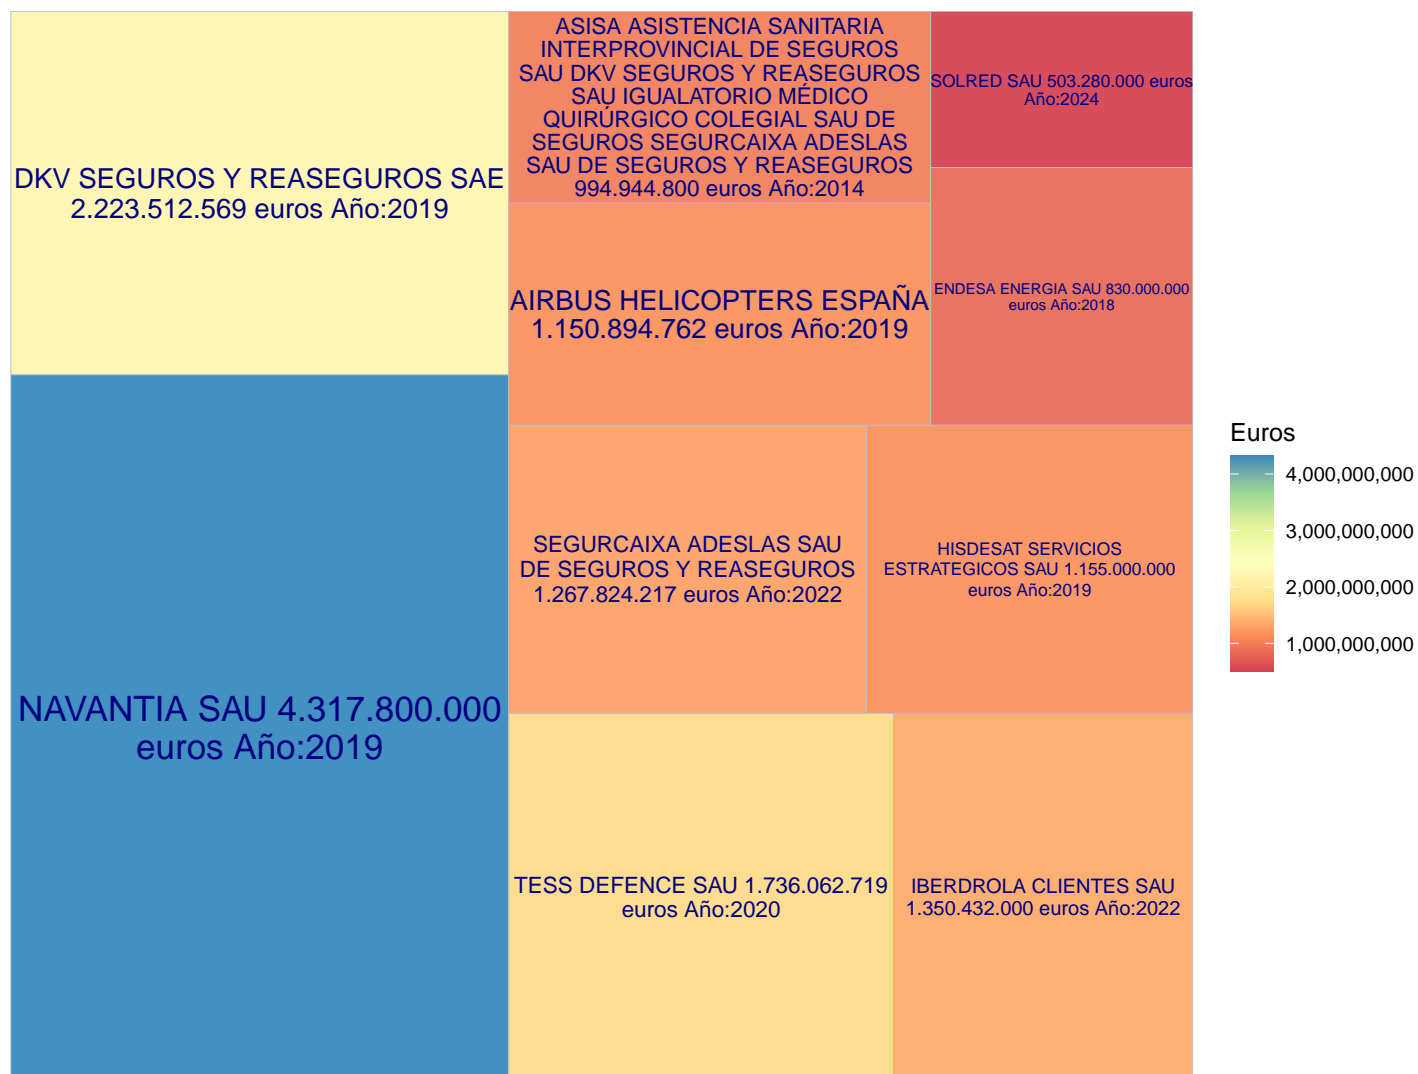 DKV SEGUROS Y REASEGUROS SAE
2.223.512.569 euros Año:2019
NAVANTIA SAU 4.317.800.000
euros Año:2019
ASISA ASISTENCIA SANITARIA
INTERPROVINCIAL DE SEGUROS
SAU DKV SEGUROS Y REASEGUROS
SAU IGUALATORIO MÉDICO
QUIRÚRGICO COLEGIAL SAU DE
SEGUROS SEGURCAIXA ADESLAS
SAU DE SEGUROS Y REASEGUROS
994.944.800 euros Año:2014
AIRBUS HELICOPTERS ESPAÑA
1.150.894.762 euros Año:2019
SOLRED SAU 503.280.000 euros
Año:2024
ENDESA ENERGIA SAU 830.000.000
euros Año:2018
SEGURCAIXA ADESLAS SAU
DE SEGUROS Y REASEGUROS
1.267.824.217 euros Año:2022
HISDESAT SERVICIOS
ESTRATEGICOS SAU 1.155.000.000
euros Año:2019
TESS DEFENCE SAU 1.736.062.719
euros Año:2020
IBERDROLA CLIENTES SAU
1.350.432.000 euros Año:2022
Euros
4,000,000,000
3,000,000,000
2,000,000,000
1,000,000,000